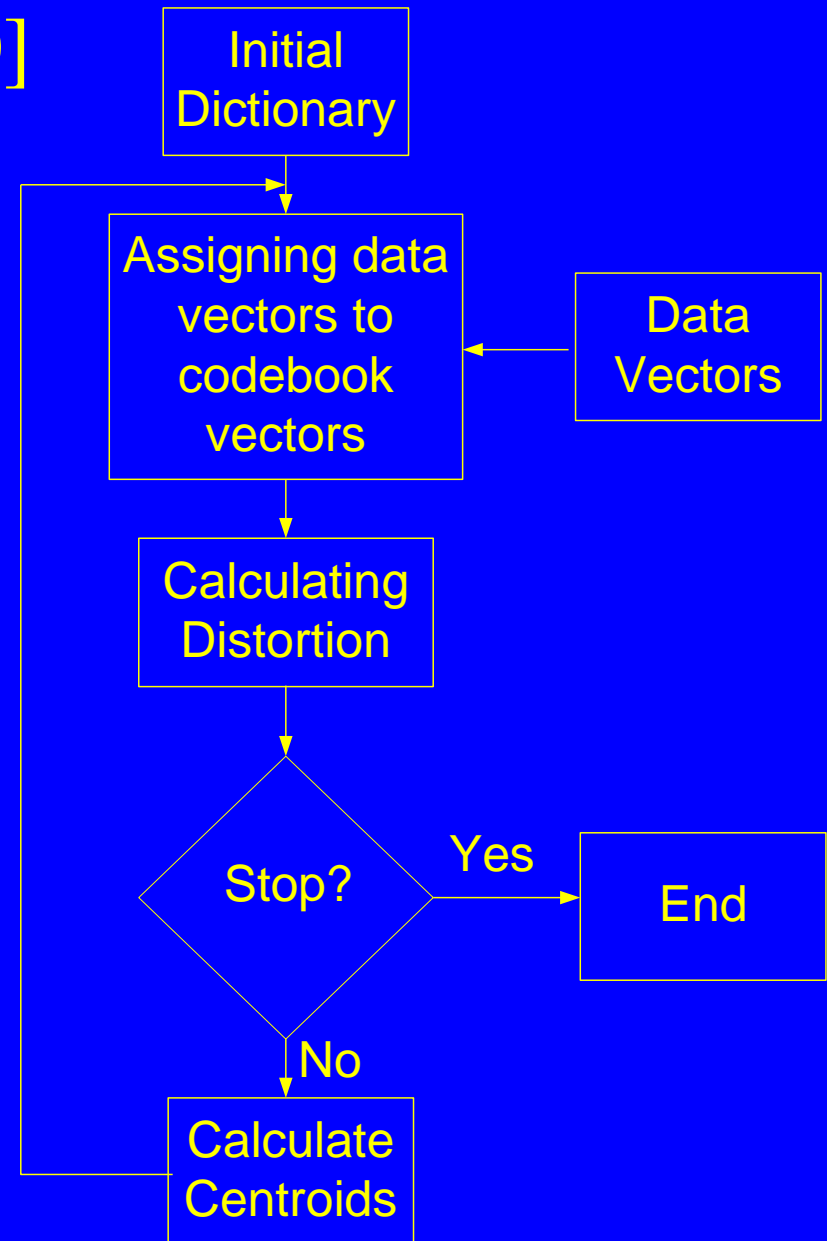 ]
Initial
Dictionary
Assigning data
vectors to
codebook
vectors
Data
Vectors
Calculating
Distortion
Stop?
Yes
End
No
Calculate
Centroids